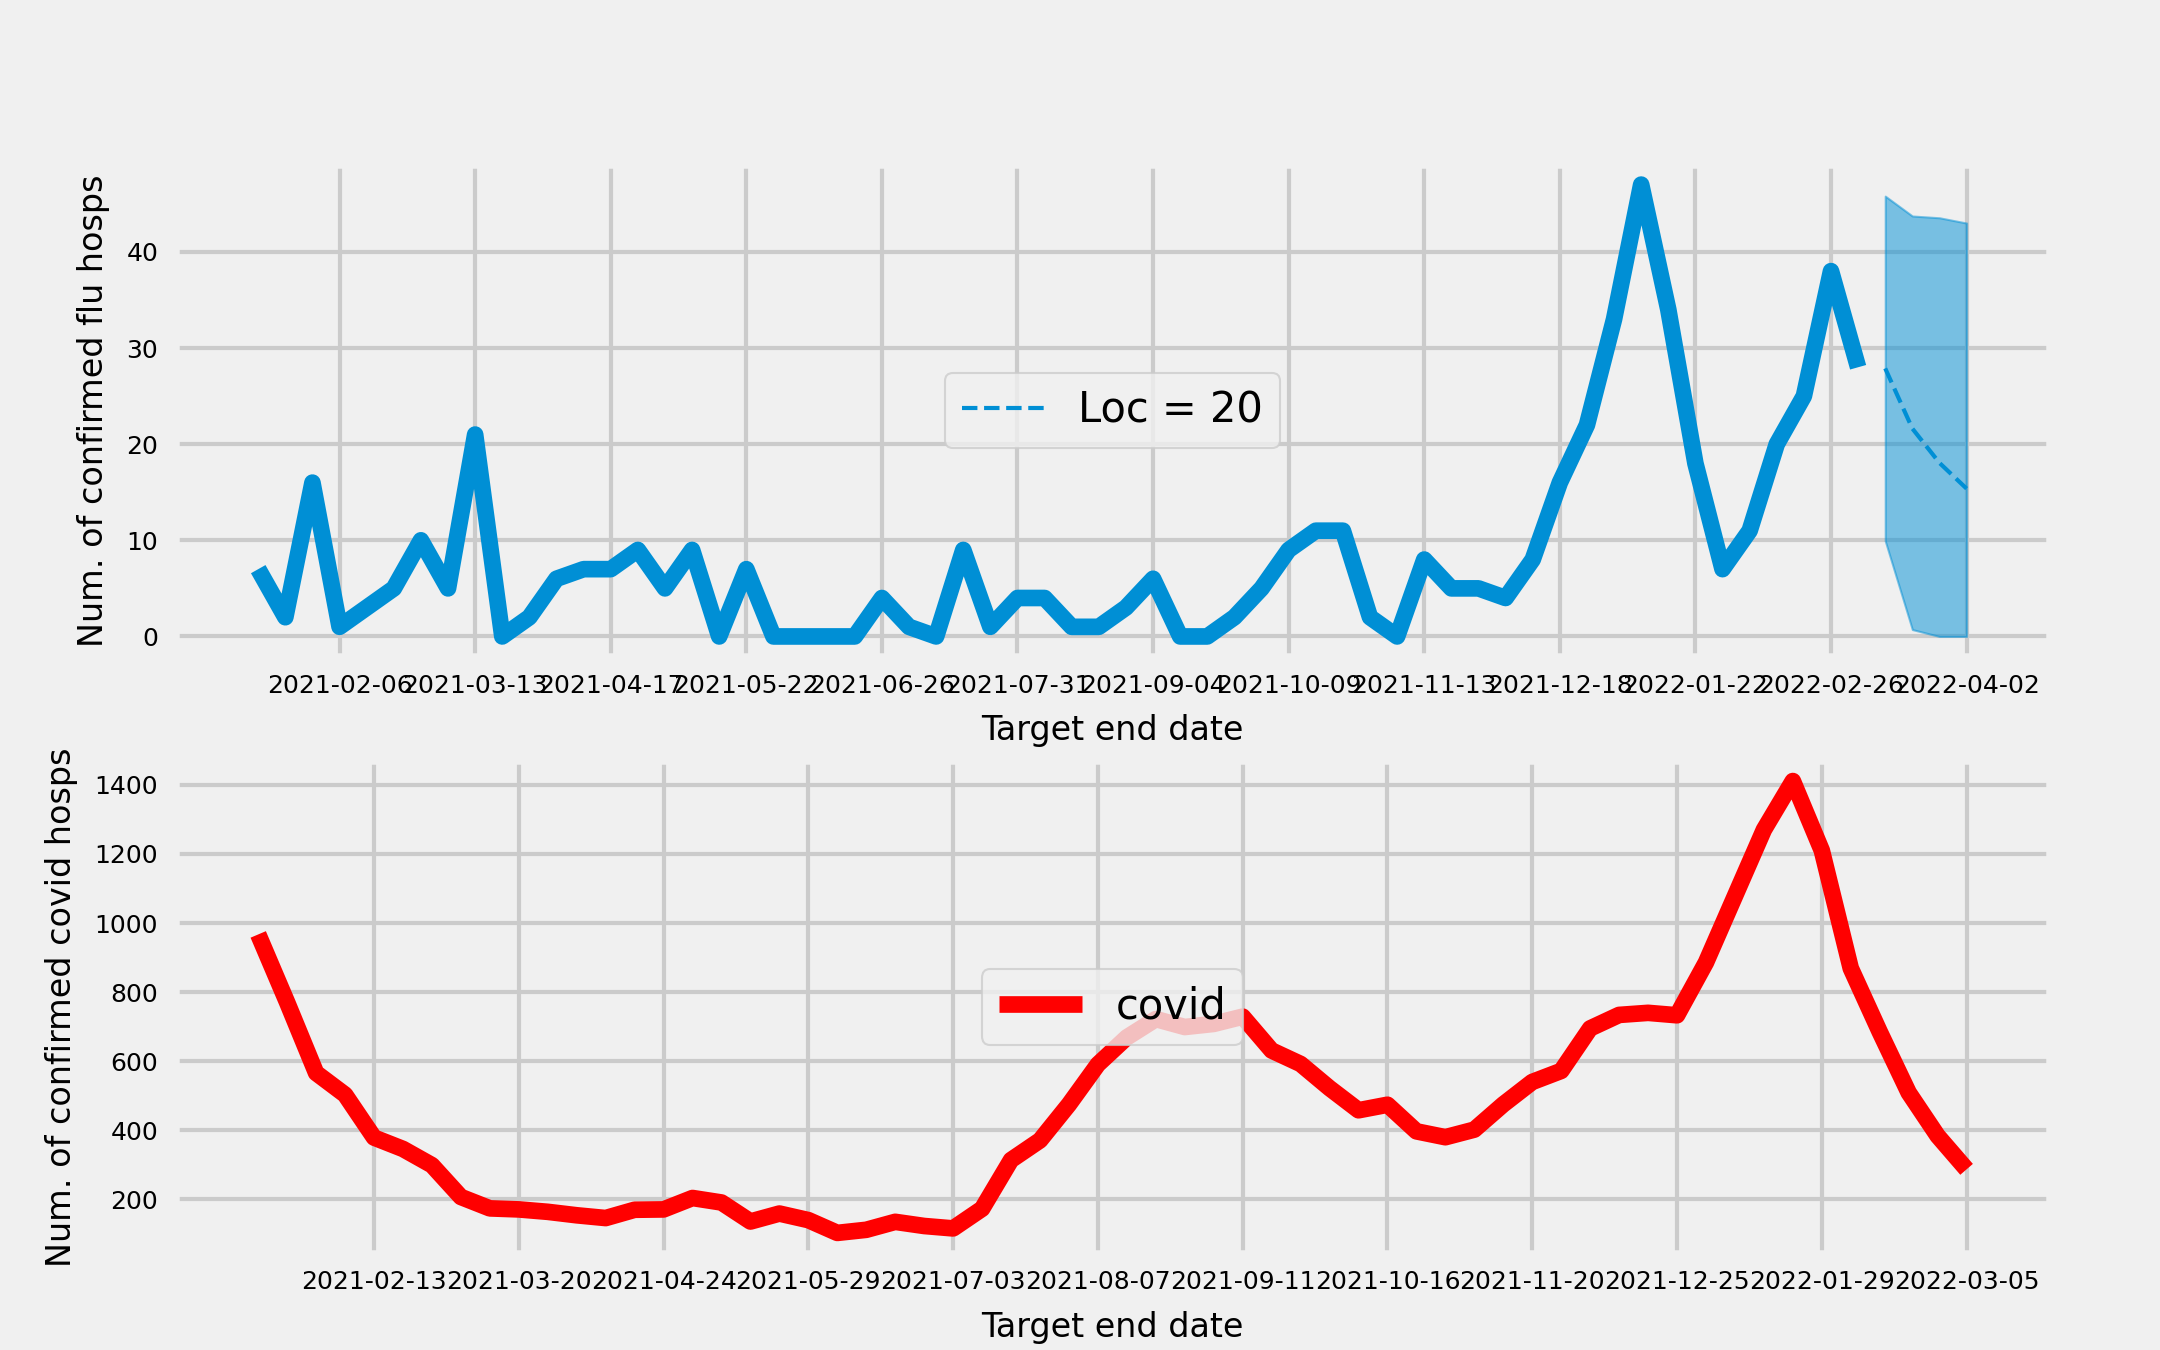 Num. of confirmed flu hosps
40
30
20
10
0
Loc = 20
2021-02-06 2021-03-13 2021-04-17 2021-05-22 2021-06-26 2021-07-31 2021-09-04 2021-10-09 2021-11-13 2021-12-18 2022-01-22 2022-02-26 2022-04-02
Target end date
Num. of confirmed covid hosps
1400
1200
1000
800
600
400
200
covid
2021-02-13 2021-03-20 2021-04-24 2021-05-29 2021-07-03 2021-08-07 2021-09-11 2021-10-16 2021-11-20 2021-12-25 2022-01-29 2022-03-05
Target end date